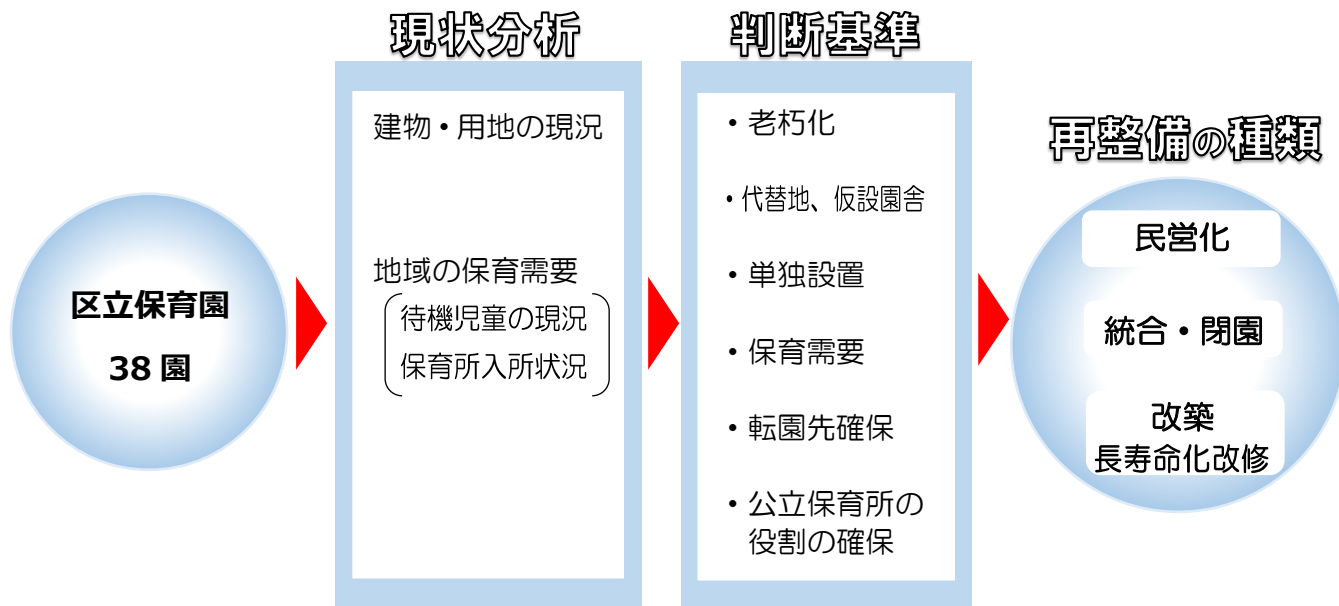 現状分析
判断基準
再整備の種類
区立保育園
38 園
建物・用地の現況
地域の保育需要
待機児童の現況
保育所入所状況
・老朽化
・代替地、仮設園舎
・単独設置
・保育需要
・転園先確保
・公立保育所の
役割の確保
民営化
統合・閉園
改築
長寿命化改修